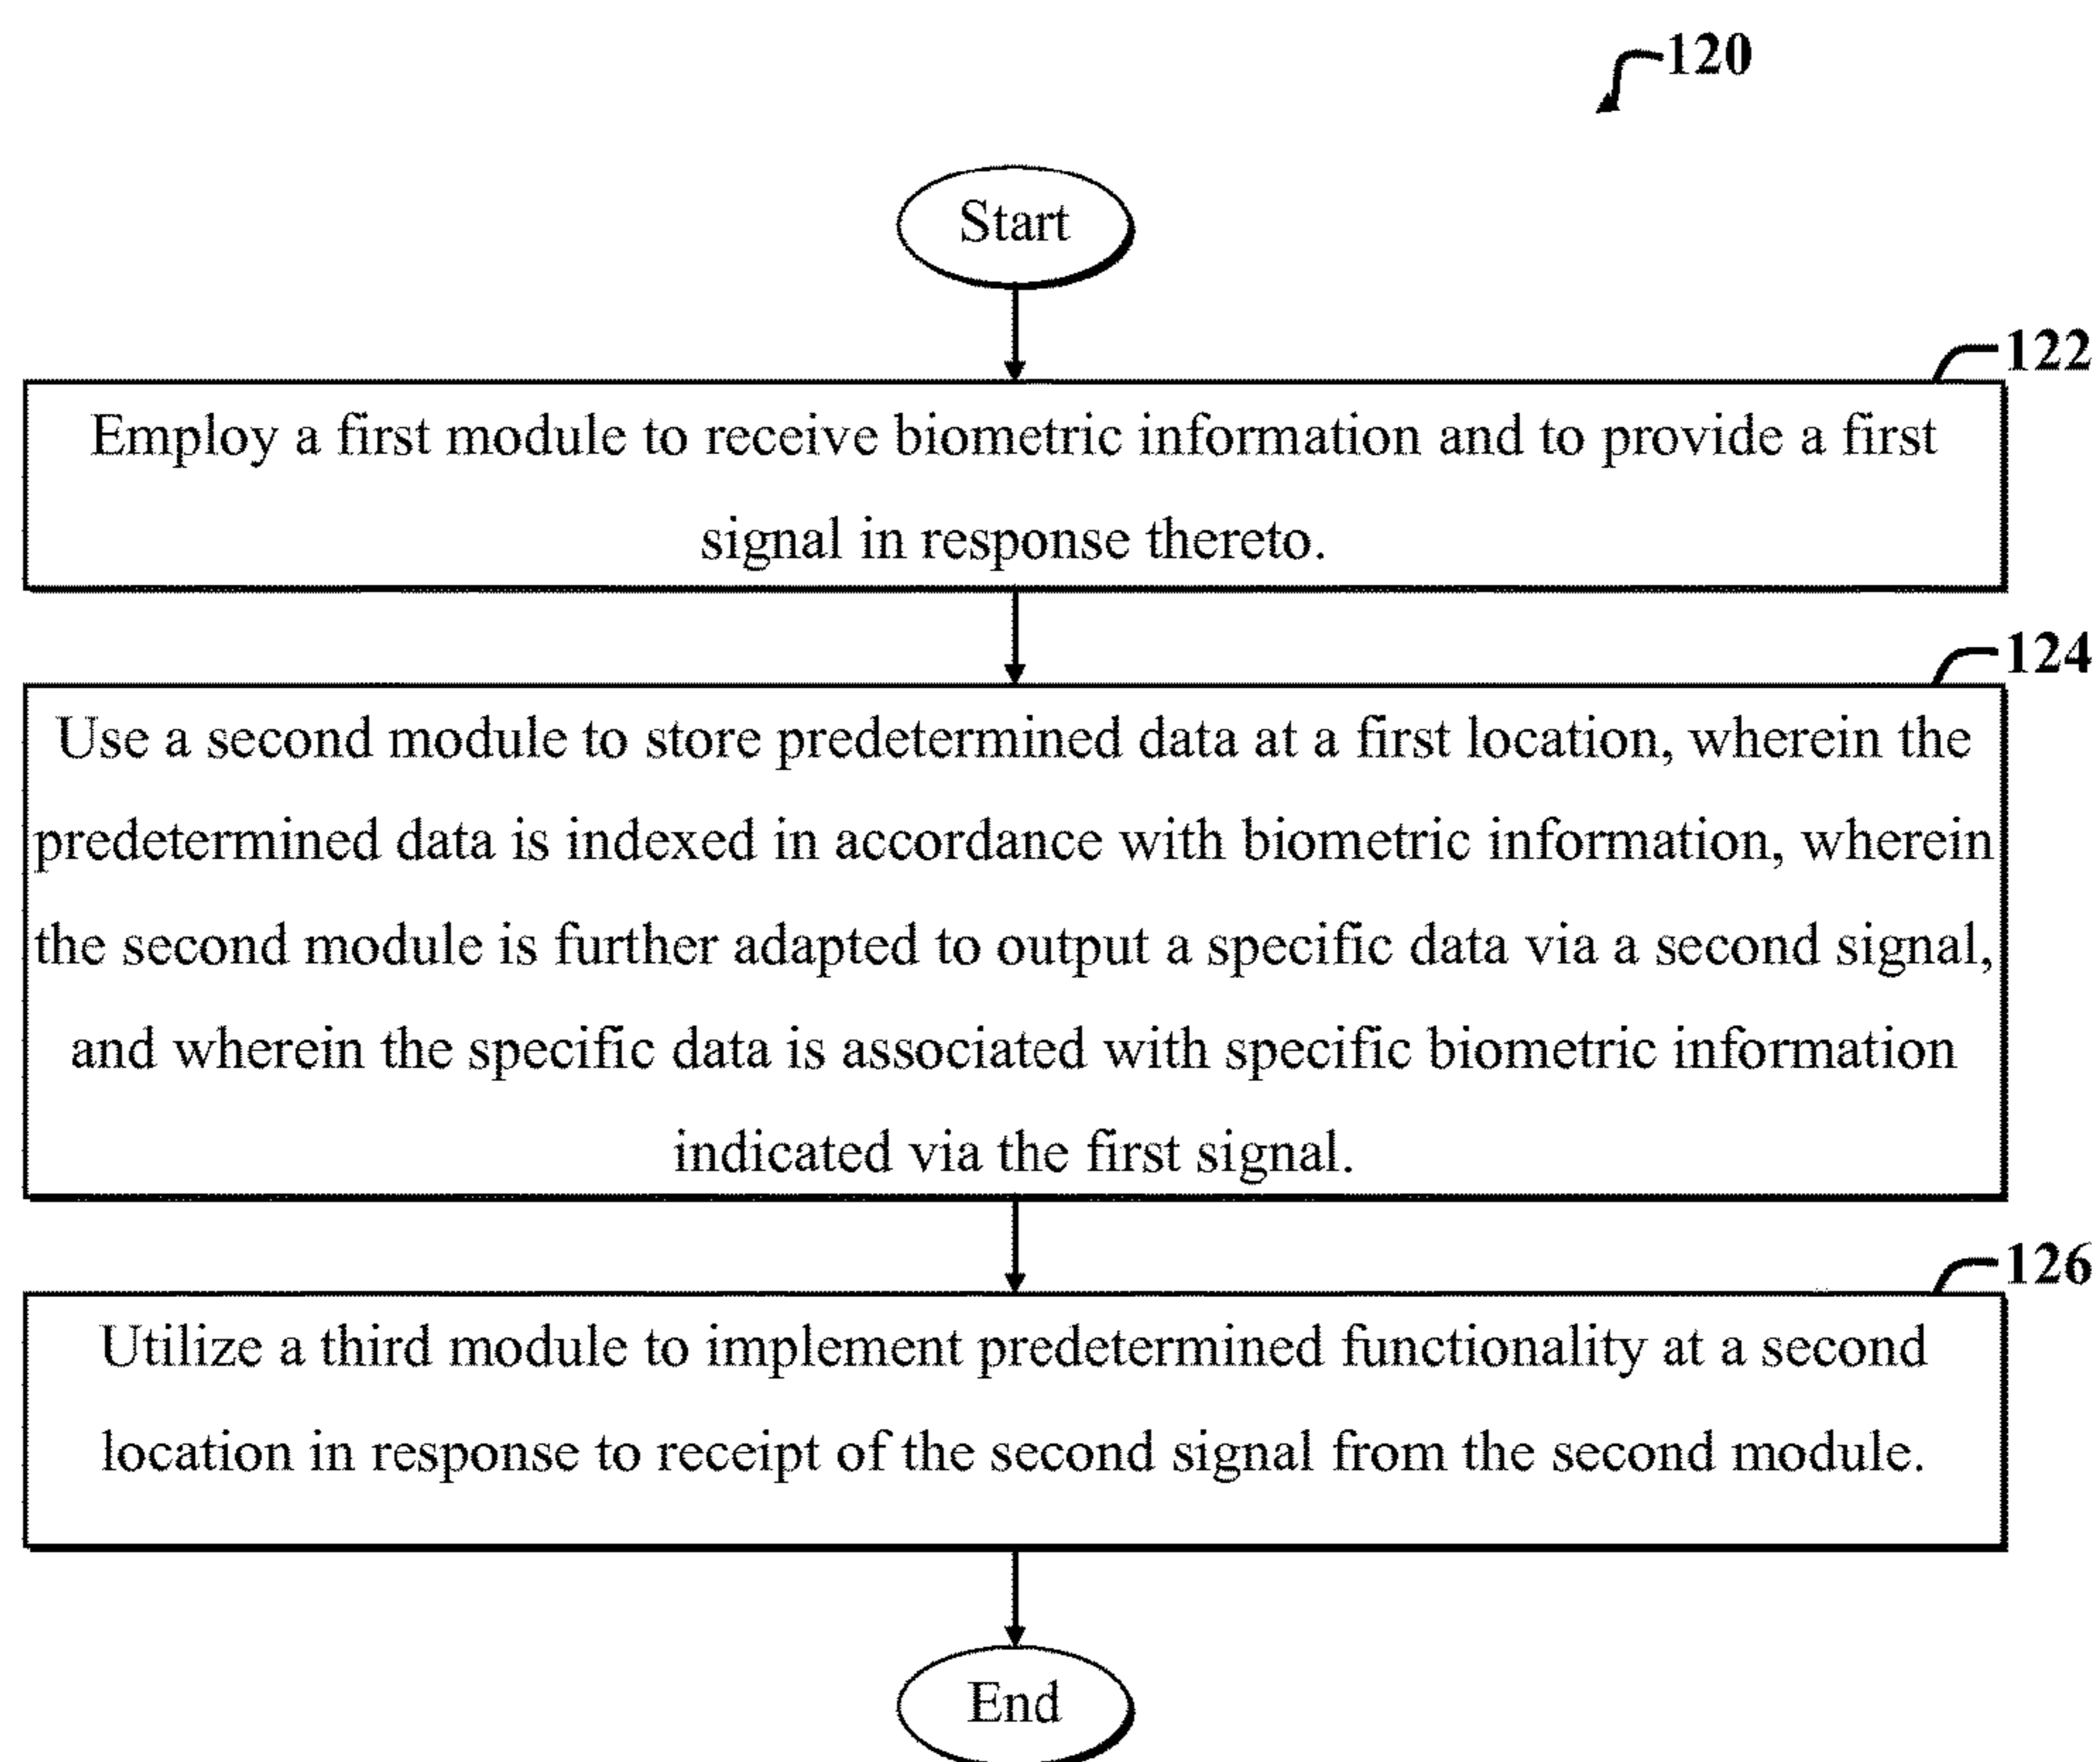 120
Start
122
Employ a first module to receive biometric information and to provide a first
signal in response thereto.
124
Use a second module to store predetermined data at a first location, wherein the
predetermined data is indexed in accordance with biometric information, wherein
the second module is further adapted to output a specific data via a second signal,
and wherein the specific data is associated with specific biometric information
indicated via the first signal.
126
Utilize a third module to implement predetermined functionality at a second
location in response to receipt of the second signal from the second module.
End